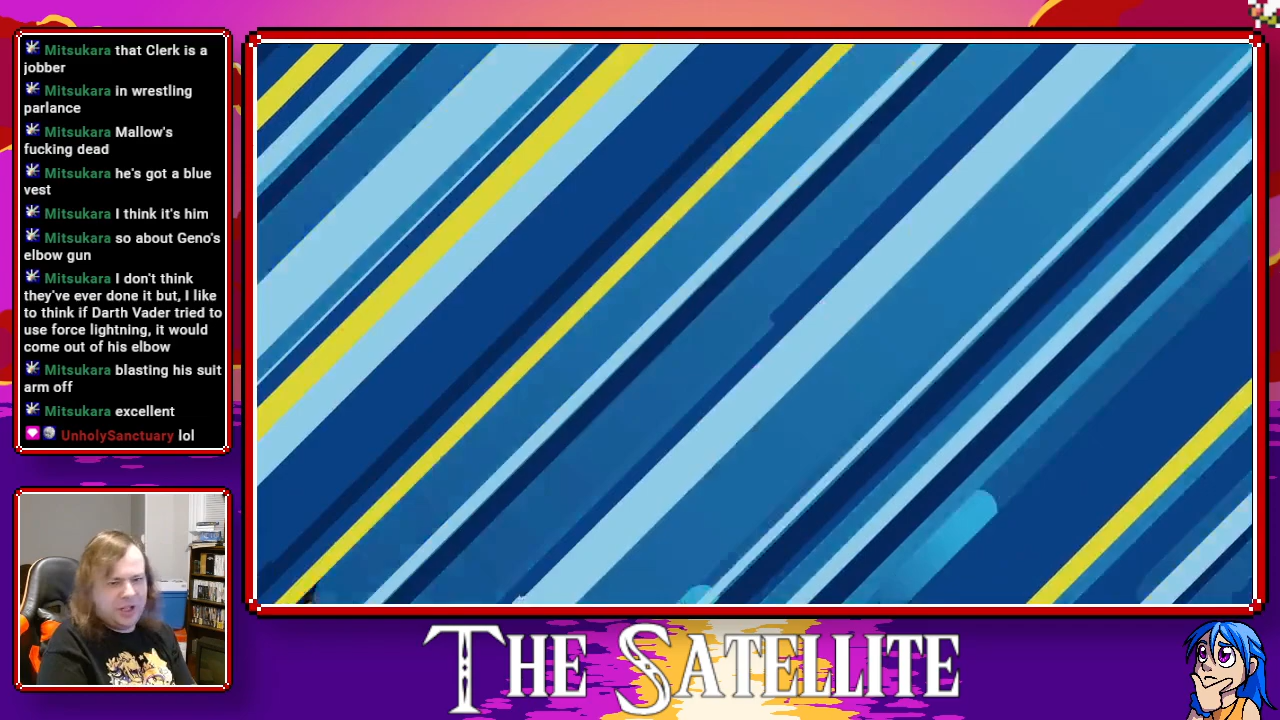 Mitsukara that Clerk is a
jobber
Mitsukara in wrestling
parlance
Mitsukara Mallow's
fucking dead
Mitsukara he's got a blue
vest
Mitsukara I think it's him
Mitsukara so about Geno's
elbow gun
Mitsukara I don't think
they've ever done it but, I like
to think if Darth Vader tried to
use force lightning, it would
come out of his elbow
Mitsukara blasting his suit
arm off
Mitsukara excellent
UnholySanctuary lol
THE SATELLITE